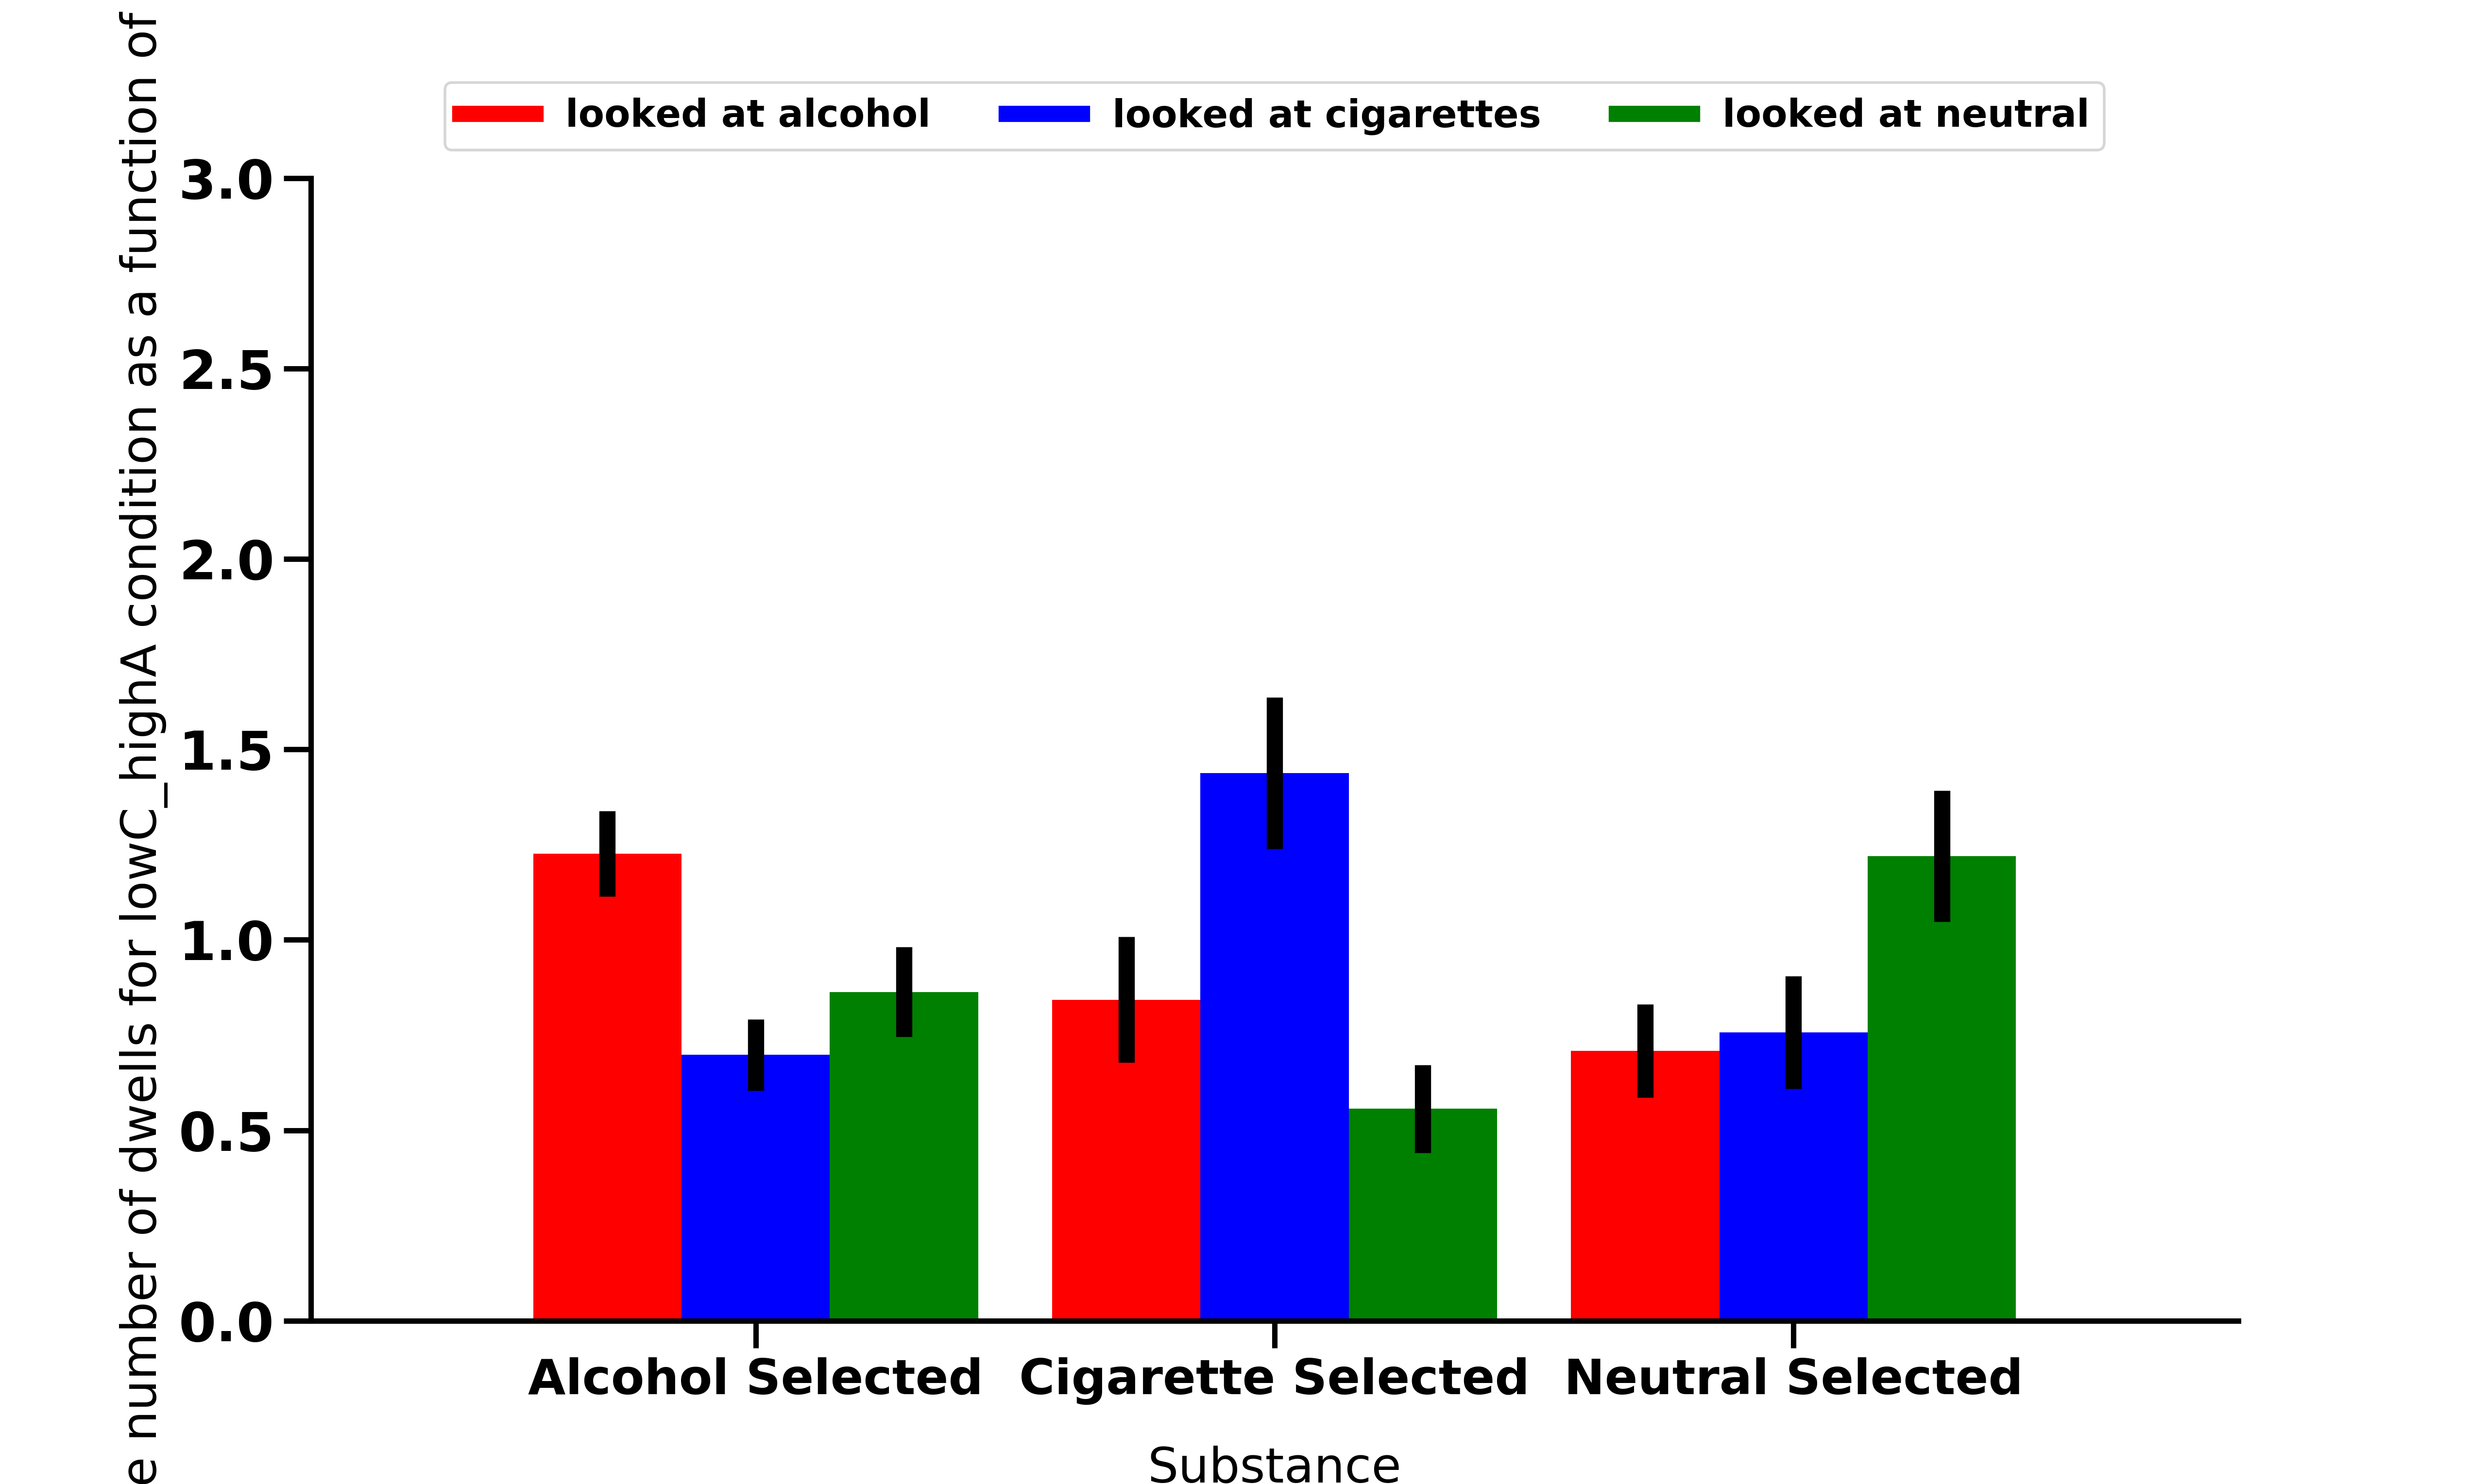 looked at alcohol looked at cigarettes looked at neutral
number of dwells for lowC_highA condition as a function of
3.0
2.5
2.0
1.5
1.0
0.5
0.0
Alcohol Selected Cigarette Selected Neutral Selected
Substance